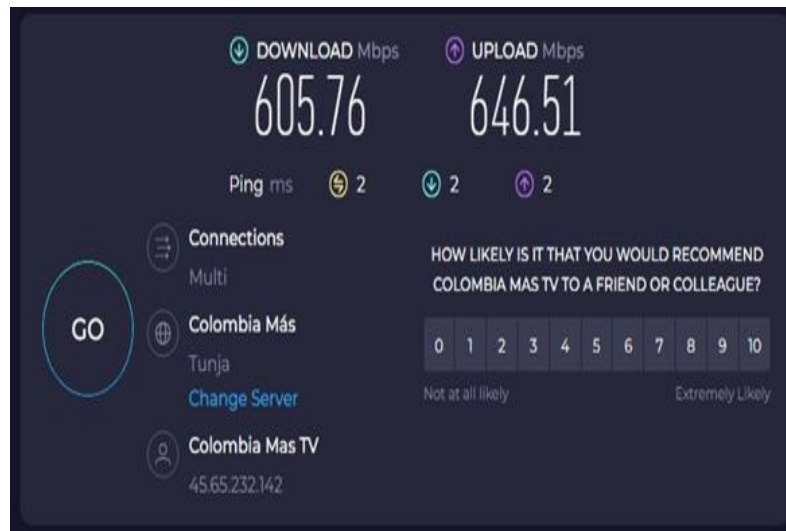 DOWNLOAD Mbps
UPLOAD Mbps
605.76
646.51
Ping ms 2 2 2
Connections
Multi
HOW LIKELY IS IT THAT YOU WOULD RECOMMEND
COLOMBIA MAS TV TO A FRIEND OR COLLEAGUE?
GO
Colombia Más
Tunja
Change Server
0 1 2 3 4 5 6 7 8 9 10
Not at all likely
Extremely Likely
Colombia Mas TV
45.65.232.142